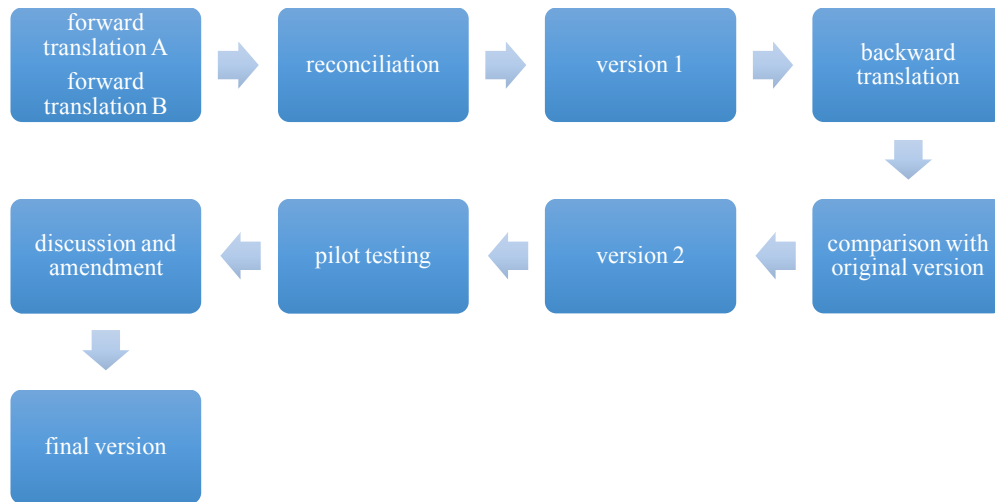 forward
translation A
forward
translation B
reconciliation
version 1
backward
translation
comparison with
original version
version 2
pilot testing
discussion and
amendment
final version